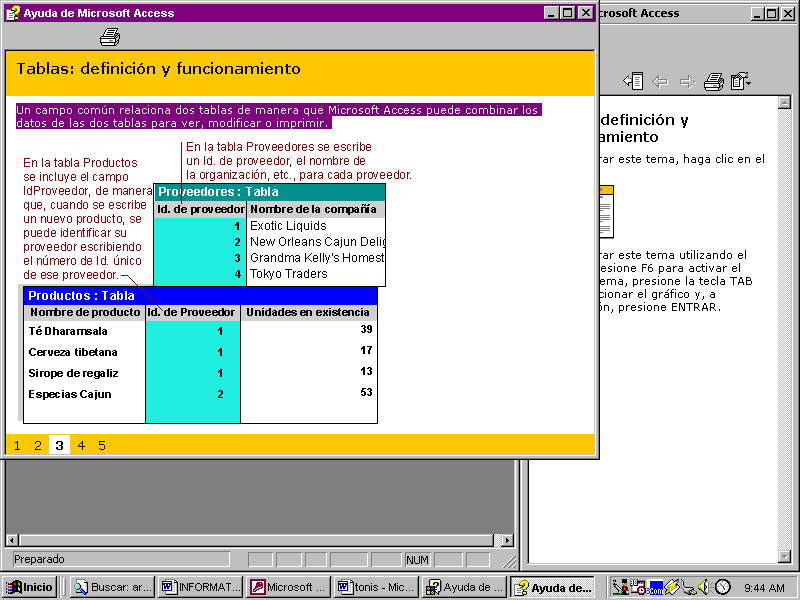 Ayuda de Microsoft Access
crosoft Access
Tablas: definición y funcionamiento
Un campo común relaciona dos tablas de manera que Microsoft Access puede combinar los
datos de las dos tablas para ver, modificar o imprimir.
En la tabla Proveedores se escribe
un Id. de proveedor, el nombre de
la organización, etc., para cada proveedor.
En la tabla Productos
se incluye el campo
IdProveedor, de manera
que, cuando se escribe
un nuevo producto, se
puede identificar su
proveedor escribiendo
el número de Id. único
de ese proveedor.
Proveedores : Tabla
Id. de proveedor Nombre de la compañía
1 Exotic Liquids
2 New Orleans Cajun Delig
3 Grandma Kelly's Homest
4 Tokyo Traders
Productos : Tabla
Nombre de producto Id. de Proveedor Unidades en existencia
Té Dharamsala 1 39
Cerveza tibetana 1 17
Sirope de regaliz 1 13
Especias Cajun 2 53
1 2 3 4 5
definición y
amiento
rar este tema, haga clic en el
rar este tema utilizando el
esione F6 para activar el
ema, presione la tecla TAB
cionar el gráfico y, a
ón, presione ENTRAR.
Preparado
NUM
Inicio
Buscar: ar...
INFORMAT...
Microsoft ...
tonis - Mic...
Ayuda de ...
Ayuda de...
9:44 AM